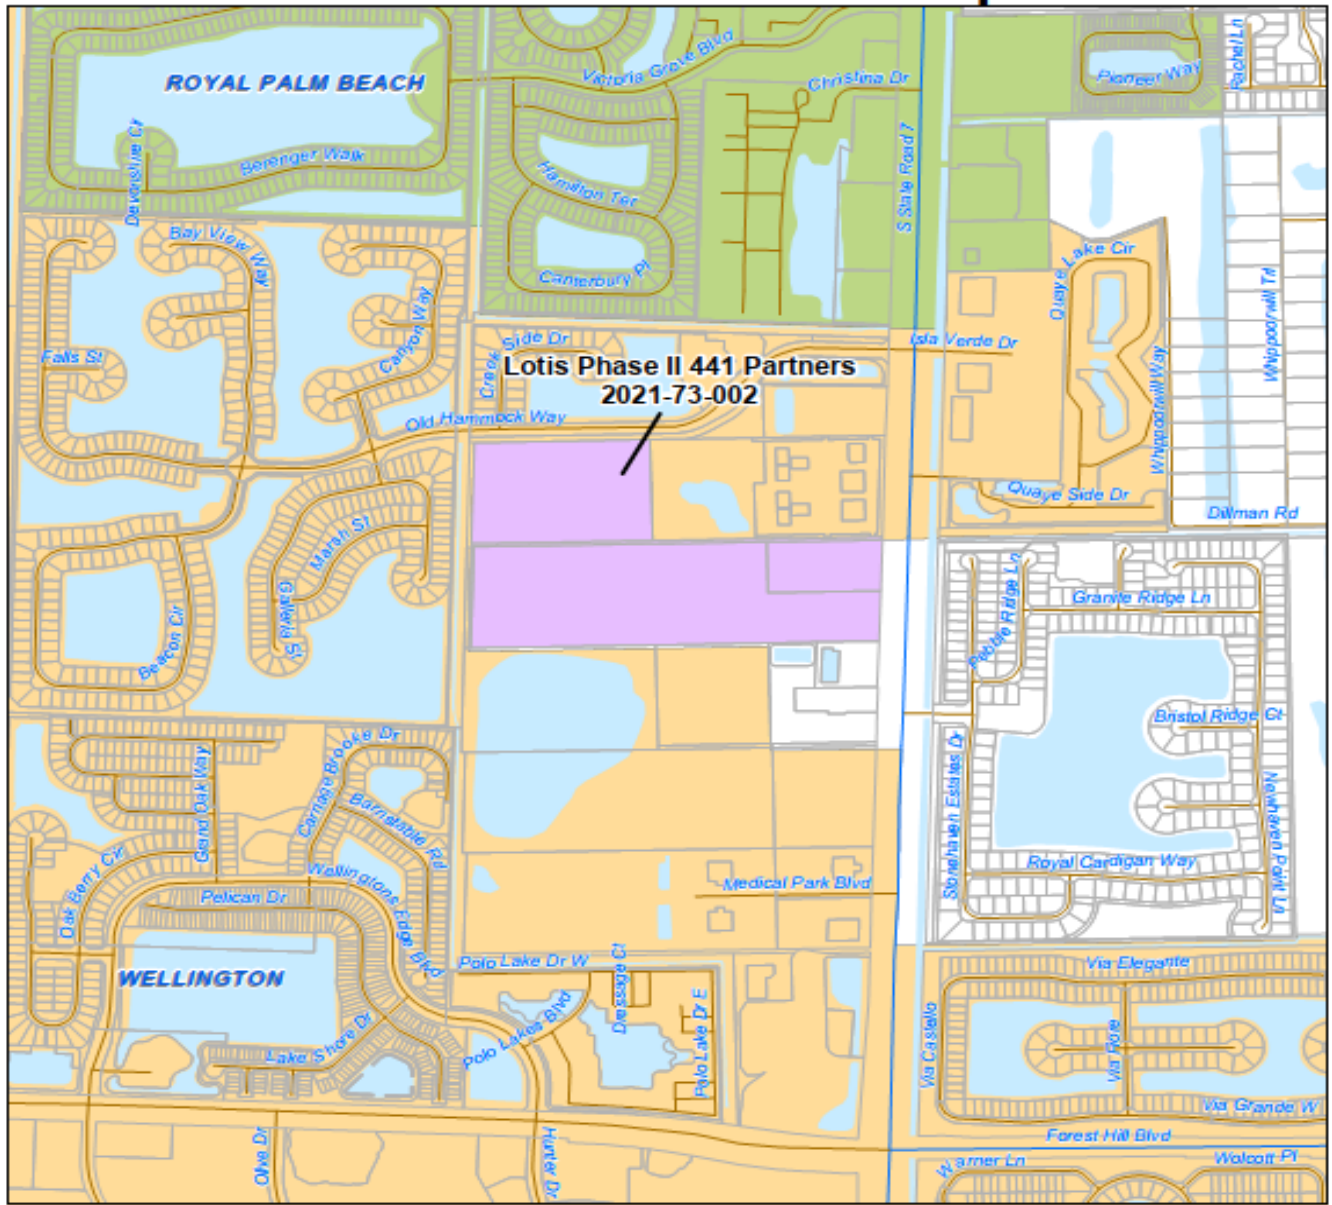 ROYAL PALM BEACH
Victoria Grove Blvd
Christina Dr
Pioneer Way
Rachel Ln
Devonshire Cir
Berenger Walk
Hamilton Ter
Canterbury Pl
S State Road 7
Bay View Way
Canyon Way
Falls St
Quaye Lake Cir
Whippoorwill Trl
Whippoorwill Way
Isla Verde Dr
Creek Side Dr
Lotis Phase II 441 Partners
2021-73-002
Old Hammock Way
Quaye Side Dr
Dillman Rd
Marsh St
Galleria St
Beacon Cir
Pebble Ridge Ln
Granite Ridge Ln
Bristol Ridge Ct
Stonehaven Estates Dr
Newhaven Point Ln
Royal Cardigan Way
Grand Oak Way
Carriage Brooke Dr
Barnstable Rd
Oak Berry Cir
Wellingtons Edge Blvd
Pelican Dr
Medical Park Blvd
WELLINGTON
Polo Lake Dr W
Dressage Ct
Polo Lakes Blvd
Polo Lake Dr E
Lake Shore Dr
Via Elegante
Via Castello
Via Fiore
Via Grande W
Forest Hill Blvd
Olive Dr
Hunter Dr
Warner Ln
Wolcott Pl